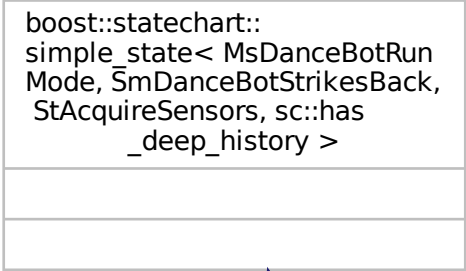 boost::statechart::
simple_state< MsDanceBotRun
Mode, SmDanceBotStrikesBack,
StAcquireSensors, sc::has
_deep_history >